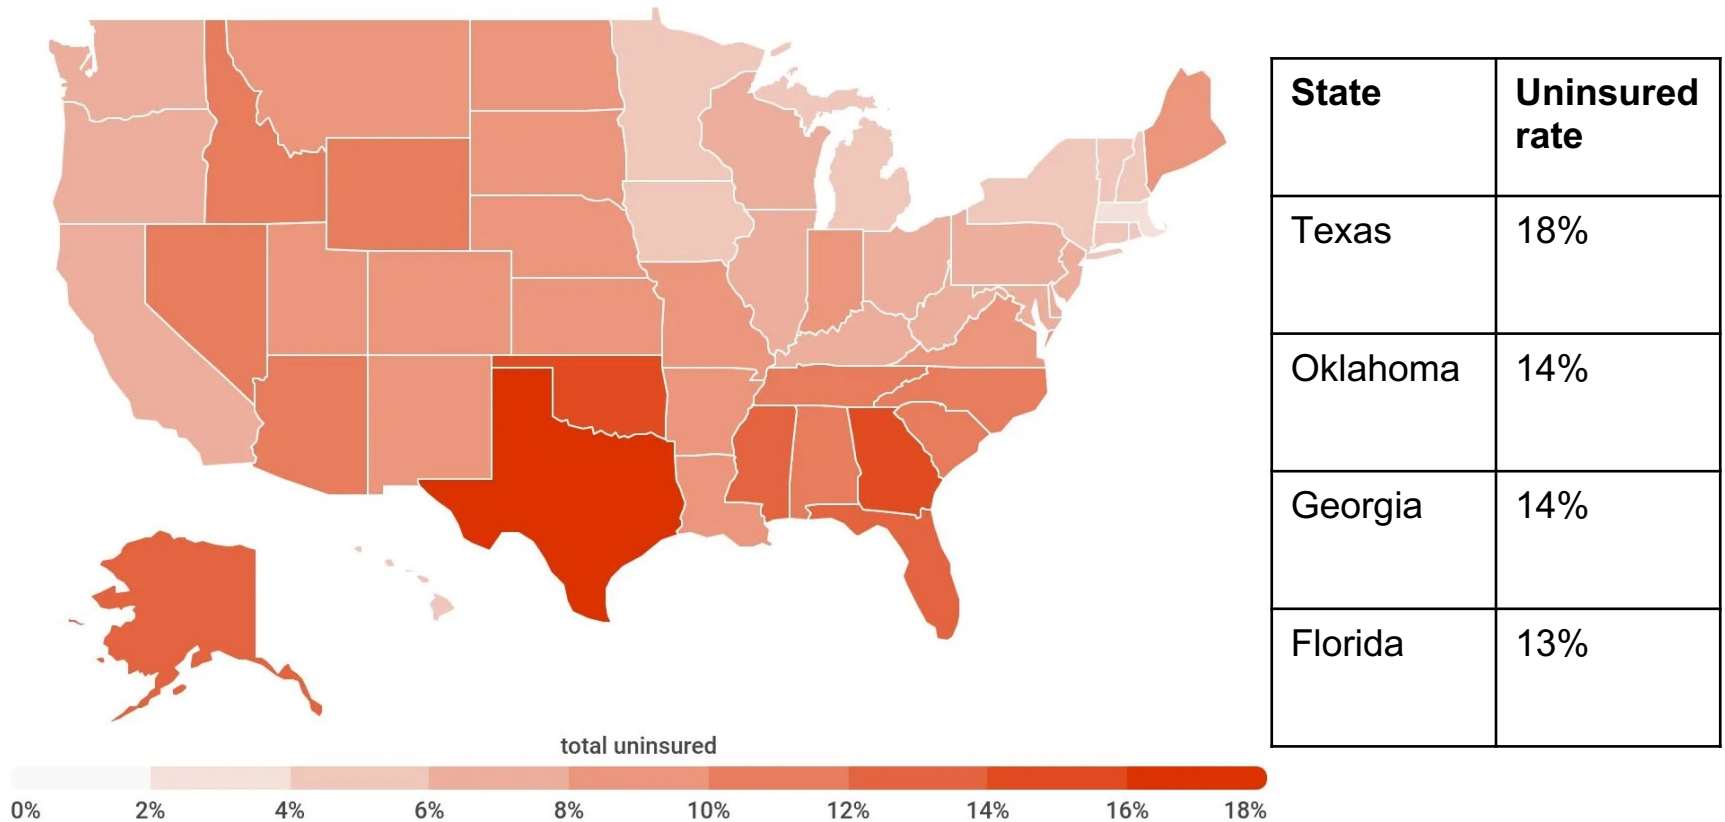 State
Uninsured
rate
Texas
18%
Oklahoma
14%
Georgia
14%
Florida
13%
total uninsured
0%
2%
4%
6%
8%
10%
12%
14%
16%
18%